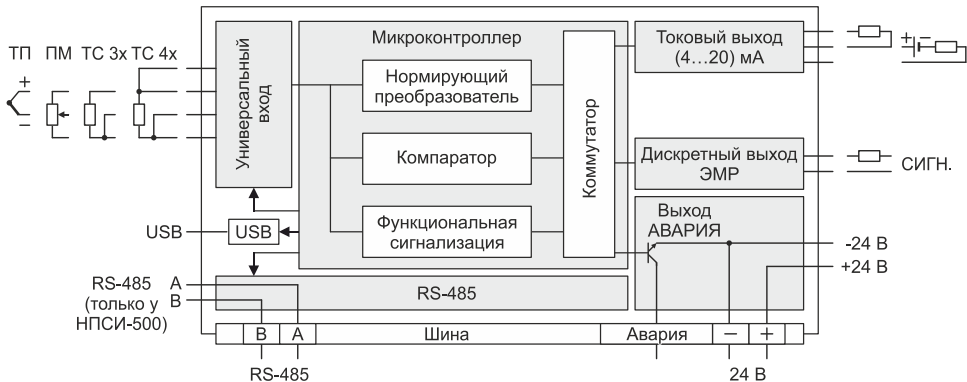 ТП ПМ ТС 3х ТС 4х
+
−
Универсальный
вход
Микроконтроллер
Нормирующий
преобразователь
Компаратор
Функциональная
сигнализация
Коммутатор
Токовый выход
(4...20) мА
+ −
Дискретный выход
ЭМР
СИГН.
Выход
АВАРИЯ
-24 В
+24 В
USB
USB
RS-485 A
(только у B
НПСИ-500)
RS-485
B A Шина Авария − +
RS-485
24 В